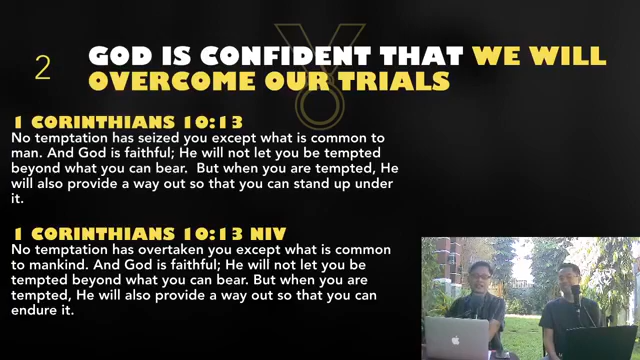 2
GOD IS CONFIDENT THAT WE WILL
OVERCOME OUR TRIALS
1 CORINTHIANS 10:13
No temptation has seized you except what is common to
man. And God is faithful; He will not let you be tempted
beyond what you can bear. But when you are tempted, He
will also provide a way out so that you can stand up under
it.
1 CORINTHIANS 10:13 NIV
No temptation has overtaken you except what is common
to mankind. And God is faithful; He will not let you be
tempted beyond what you can bear. But when you are
tempted, He will also provide a way out so that you can
endure it.